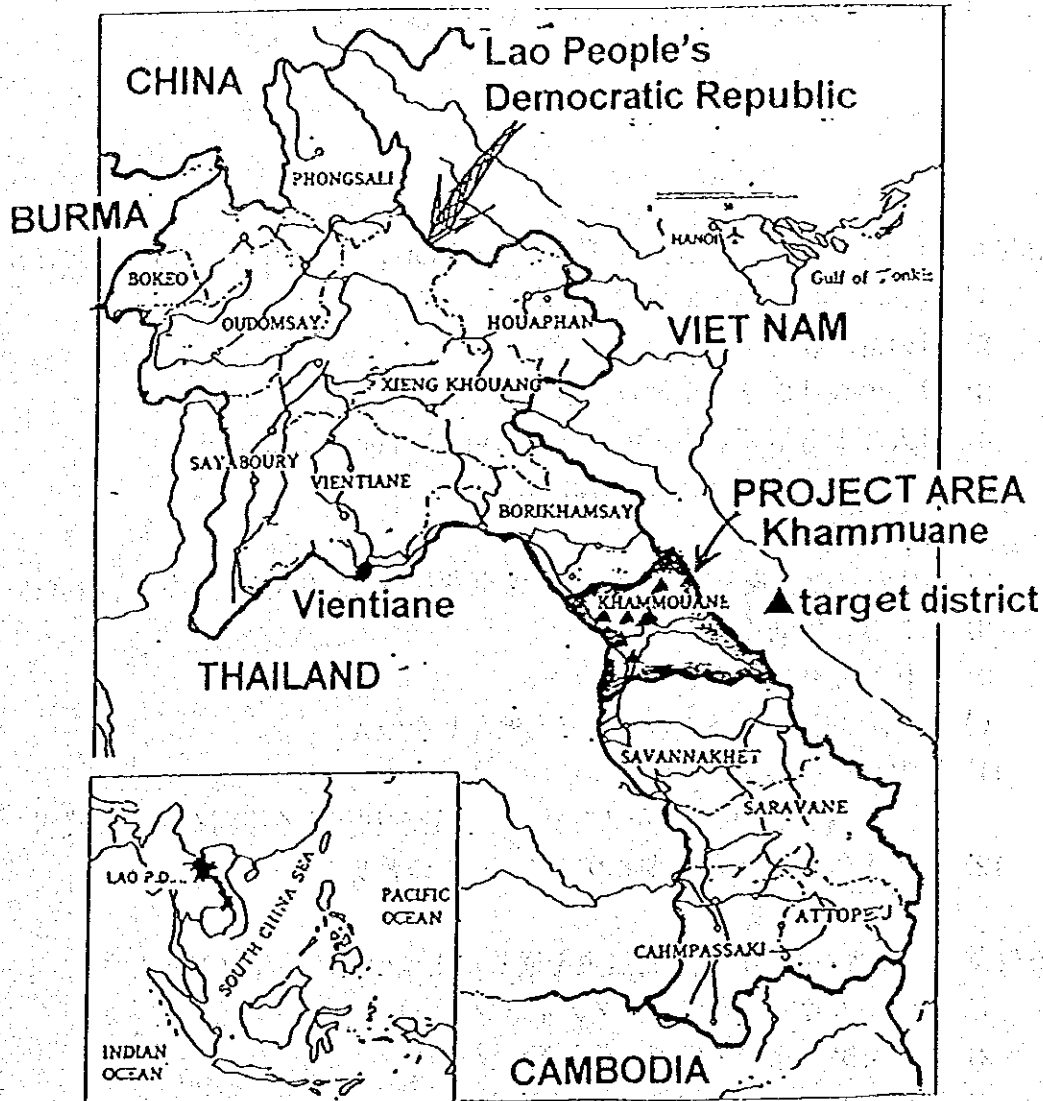 Lao People's
Democratic Republic
CHINA
PHONGSALI
BURMA
HANOI
BOKEO
Gulf of Tonkin
OUDOMSAY
HOUAPHAN
VIET NAM
XIENG KHOUANG
SAYABOURY
VIENTIANE
PROJECT AREA
BORIKHAMSAY
Khammuane
Vientiane
KHAMMOUANE
▲target district
THAILAND
SAVANNAKHET
SARAVANE
LAO P.D.
SOUTH CHINA SEA
PACIFIC
OCEAN
ATTOPEU
CAHMPASSAKI
INDIAN
OCEAN
CAMBODIA